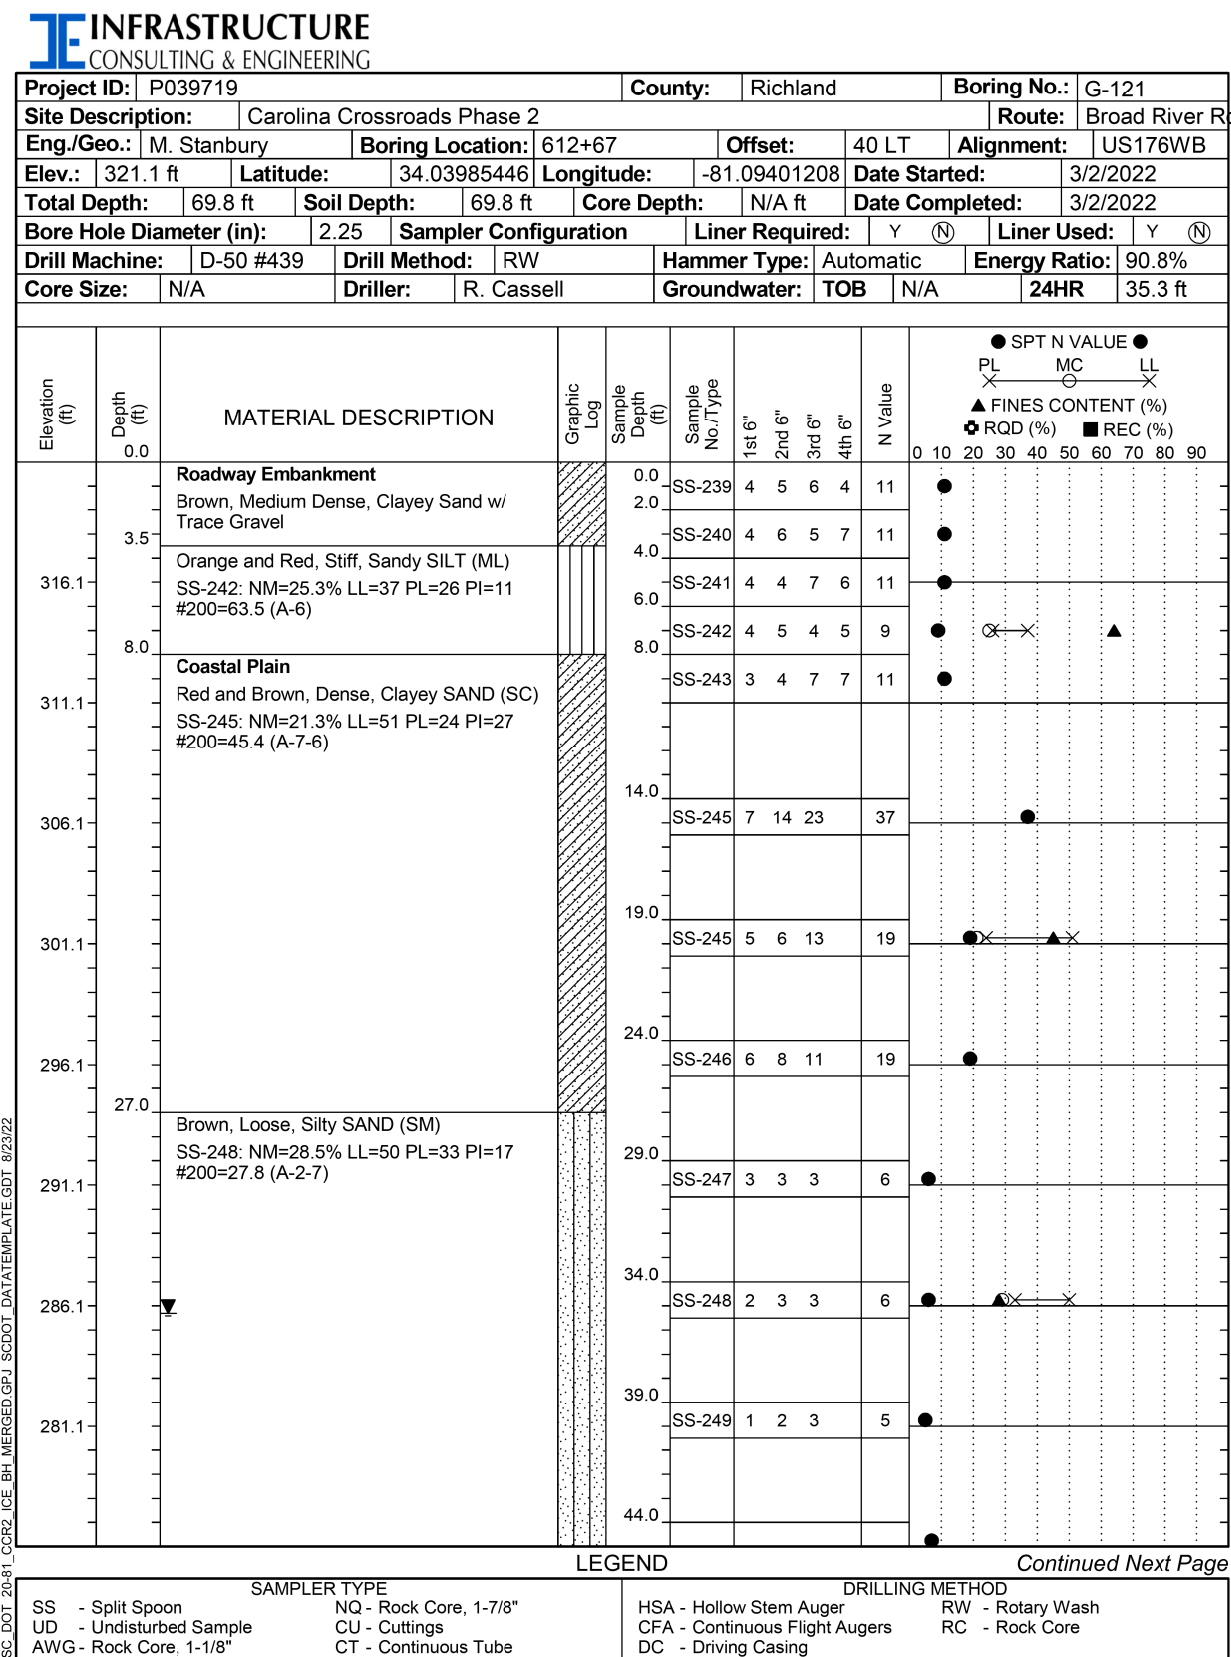 INFRASTRUCTURE
CONSULTING & ENGINEERING
Project ID: P039719 County: Richland Boring No.: G-121
Site Description: Carolina Crossroads Phase 2 Route: Broad River R
Eng./Geo.: M. Stanbury Boring Location: 612+67 Offset: 40 LT Alignment: US176WB
Elev.: 321.1 ft Latitude: 34.03985446 Longitude: -81.09401208 Date Started: 3/2/2022
Total Depth: 69.8 ft Soil Depth: 69.8 ft Core Depth: N/A ft Date Completed: 3/2/2022
Bore Hole Diameter (in): 2.25 Sampler Configuration Liner Required: Y N Liner Used: Y N
Drill Machine: D-50 #439 Drill Method: RW Hammer Type: Automatic Energy Ratio: 90.8%
Core Size: N/A Driller: R. Cassell Groundwater: TOB N/A 24HR 35.3 ft
Elevation (ft) Depth (ft) MATERIAL DESCRIPTION Graphic Log Sample Depth (ft) Sample No./Type 1st 6" 2nd 6" 3rd 6" 4th 6" N Value
● SPT N VALUE ●
PL MC LL
▲ FINES CONTENT (%)
RQD (%) ■ REC (%)
0.0 0 10 20 30 40 50 60 70 80 90
Roadway Embankment 0.0
SS-239 4 5 6 4 11
Brown, Medium Dense, Clayey Sand w/ 2.0
Trace Gravel
3.5 SS-240 4 6 5 7 11
4.0
Orange and Red, Stiff, Sandy SILT (ML)
316.1 SS-242: NM=25.3% LL=37 PL=26 PI=11 SS-241 4 4 7 6 11
#200=63.5 (A-6) 6.0
SS-242 4 5 4 5 9
8.0 8.0
Coastal Plain
SS-243 3 4 7 7 11
Red and Brown, Dense, Clayey SAND (SC)
311.1
SS-245: NM=21.3% LL=51 PL=24 PI=27
#200=45.4 (A-7-6)
14.0
306.1 SS-245 7 14 23 37
19.0
301.1 SS-245 5 6 13 19
24.0
296.1 SS-246 6 8 11 19
27.0
Brown, Loose, Silty SAND (SM)
SS-248: NM=28.5% LL=50 PL=33 PI=17 29.0
#200=27.8 (A-2-7)
291.1 SS-247 3 3 3 6
34.0
286.1 SS-248 2 3 3 6
39.0
281.1 SS-249 1 2 3 5
44.0
SC_DOT 20-81_CCR2_ICE_BH_MERGED.GPJ SCDOT_DATATEMPLATE.GDT 8/23/22
LEGEND Continued Next Page
SAMPLER TYPE DRILLING METHOD
SS - Split Spoon NQ - Rock Core, 1-7/8" HSA - Hollow Stem Auger RW - Rotary Wash
UD - Undisturbed Sample CU - Cuttings CFA - Continuous Flight Augers RC - Rock Core
AWG - Rock Core, 1-1/8" CT - Continuous Tube DC - Driving Casing